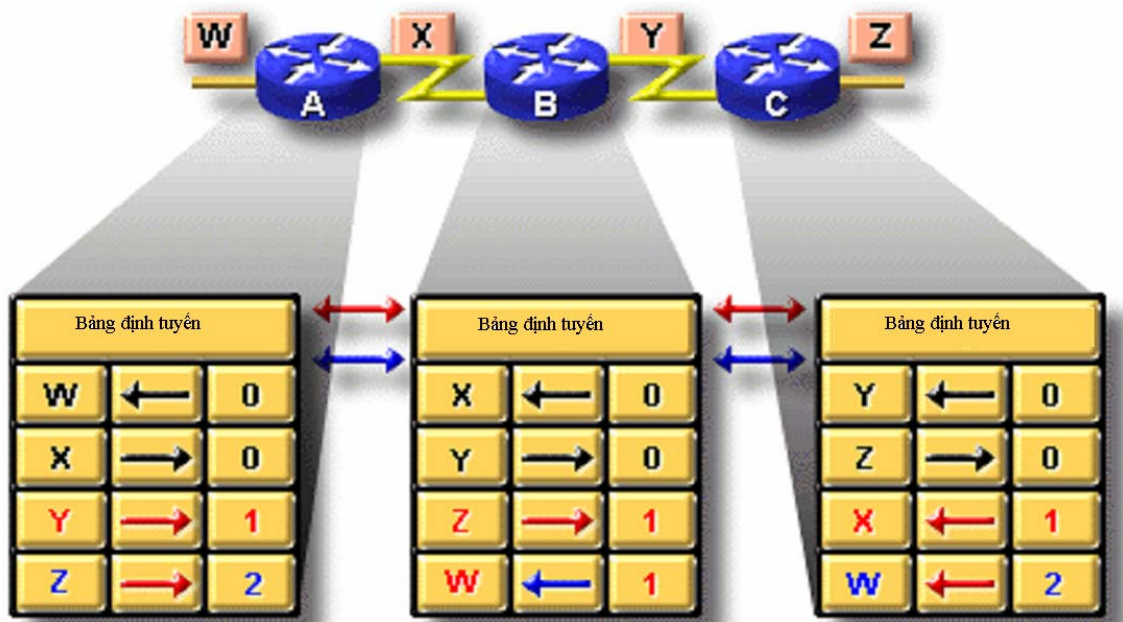 W X Y Z
A B C
Bảng định tuyến Bảng định tuyến Bảng định tuyến
W 0 X 0 Y 0
X 0 Y 0 Z 0
Y 1 Z 1 X 1
Z 2 W 1 W 2